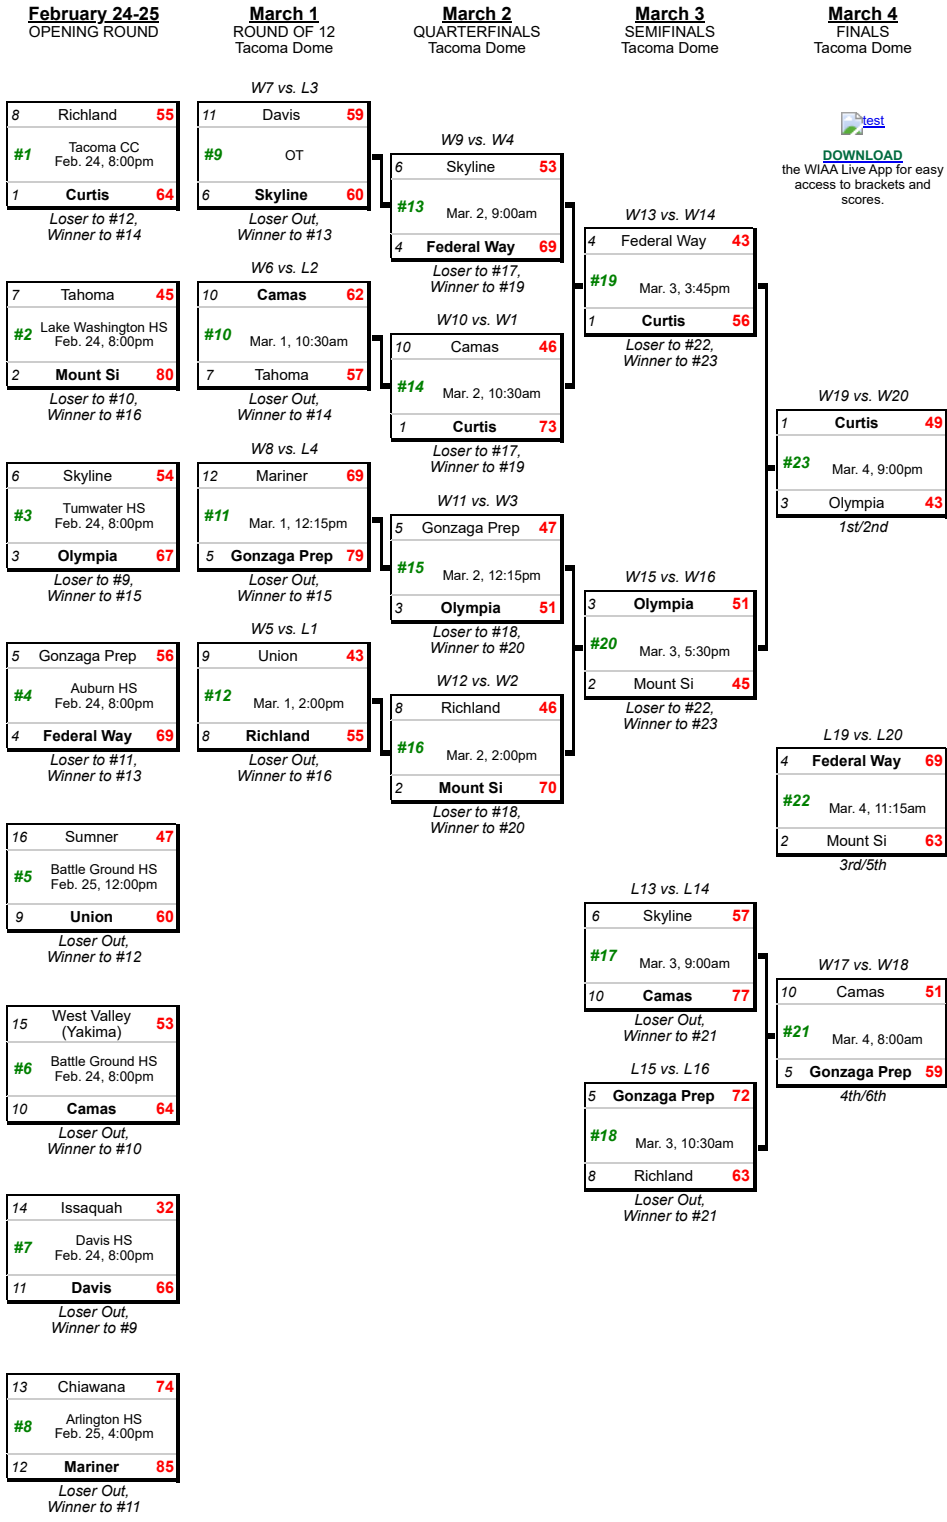 February 24-25
OPENING ROUND
8 Richland 55
#1 Tacoma CC
Feb. 24, 8:00pm
1 Curtis 64
Loser to #12,
Winner to #14
7 Tahoma 45
#2 Lake Washington HS
Feb. 24, 8:00pm
2 Mount Si 80
Loser to #10,
Winner to #16
6 Skyline 54
#3 Tumwater HS
Feb. 24, 8:00pm
3 Olympia 67
Loser to #9,
Winner to #15
5 Gonzaga Prep 56
#4 Auburn HS
Feb. 24, 8:00pm
4 Federal Way 69
Loser to #11,
Winner to #13
16 Sumner 47
#5 Battle Ground HS
Feb. 25, 12:00pm
9 Union 60
Loser Out,
Winner to #12
15 West Valley
(Yakima) 53
#6 Battle Ground HS
Feb. 24, 8:00pm
10 Camas 64
Loser Out,
Winner to #10
14 Issaquah 32
#7 Davis HS
Feb. 24, 8:00pm
11 Davis 66
Loser Out,
Winner to #9
13 Chiawana 74
#8 Arlington HS
Feb. 25, 4:00pm
12 Mariner 85
Loser Out,
Winner to #11
March 1
ROUND OF 12
Tacoma Dome
W7 vs. L3
11 Davis 59
#9 OT
6 Skyline 60
Loser Out,
Winner to #13
W6 vs. L2
10 Camas 62
#10 Mar. 1, 10:30am
7 Tahoma 57
Loser Out,
Winner to #14
W8 vs. L4
12 Mariner 69
#11 Mar. 1, 12:15pm
5 Gonzaga Prep 79
Loser Out,
Winner to #15
W5 vs. L1
9 Union 43
#12 Mar. 1, 2:00pm
8 Richland 55
Loser Out,
Winner to #16
March 2
QUARTERFINALS
Tacoma Dome
W9 vs. W4
6 Skyline 53
#13 Mar. 2, 9:00am
4 Federal Way 69
Loser to #17,
Winner to #19
W10 vs. W1
10 Camas 46
#14 Mar. 2, 10:30am
1 Curtis 73
Loser to #17,
Winner to #19
W11 vs. W3
5 Gonzaga Prep 47
#15 Mar. 2, 12:15pm
3 Olympia 51
Loser to #18,
Winner to #20
W12 vs. W2
8 Richland 46
#16 Mar. 2, 2:00pm
2 Mount Si 70
Loser to #18,
Winner to #20
March 3
SEMIFINALS
Tacoma Dome
W13 vs. W14
4 Federal Way 43
#19 Mar. 3, 3:45pm
1 Curtis 56
Loser to #22,
Winner to #23
W15 vs. W16
3 Olympia 51
#20 Mar. 3, 5:30pm
2 Mount Si 45
Loser to #22,
Winner to #23
L13 vs. L14
6 Skyline 57
#17 Mar. 3, 9:00am
10 Camas 77
Loser Out,
Winner to #21
L15 vs. L16
5 Gonzaga Prep 72
#18 Mar. 3, 10:30am
8 Richland 63
Loser Out,
Winner to #21
March 4
FINALS
Tacoma Dome
test
DOWNLOAD
the WIAA Live App for easy
access to brackets and
scores.
W19 vs. W20
1 Curtis 49
#23 Mar. 4, 9:00pm
3 Olympia 43
1st/2nd
L19 vs. L20
4 Federal Way 69
#22 Mar. 4, 11:15am
2 Mount Si 63
3rd/5th
W17 vs. W18
10 Camas 51
#21 Mar. 4, 8:00am
5 Gonzaga Prep 59
4th/6th